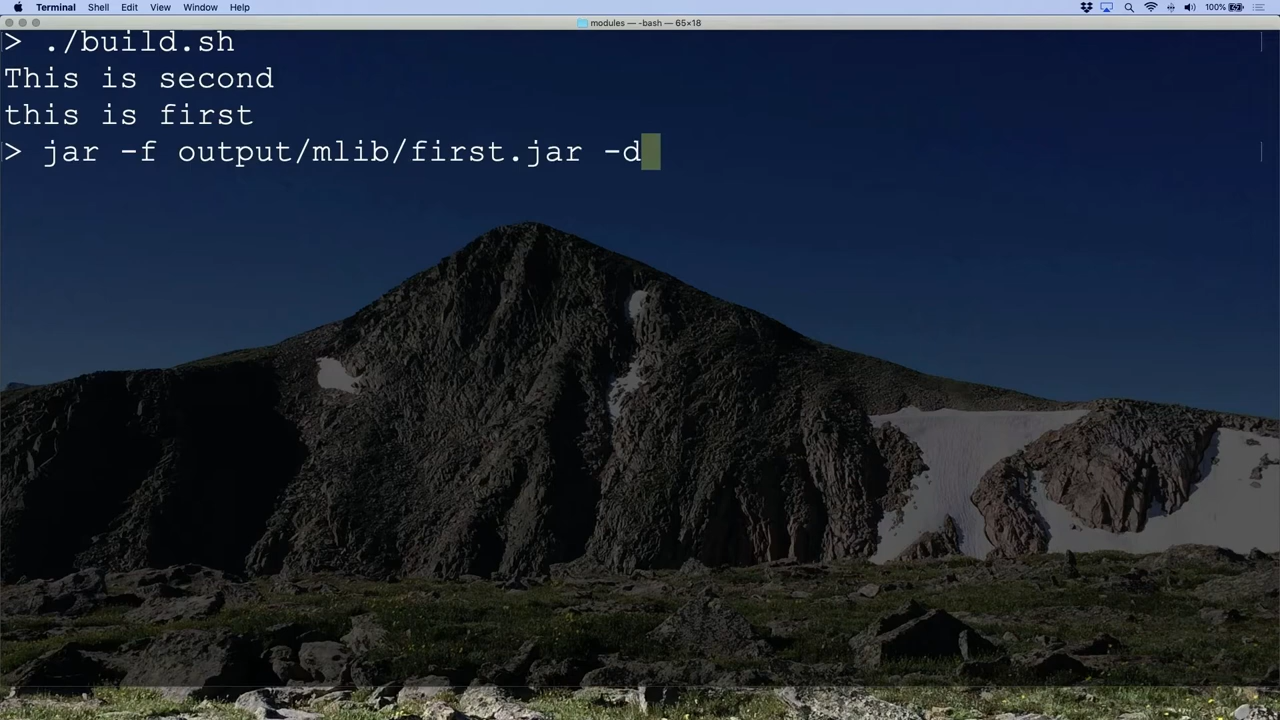 Terminal Shell Edit View Window Help 100%
modules — -bash — 65×18
> ./build.sh
This is second
this is first
> jar -f output/mlib/first.jar -d